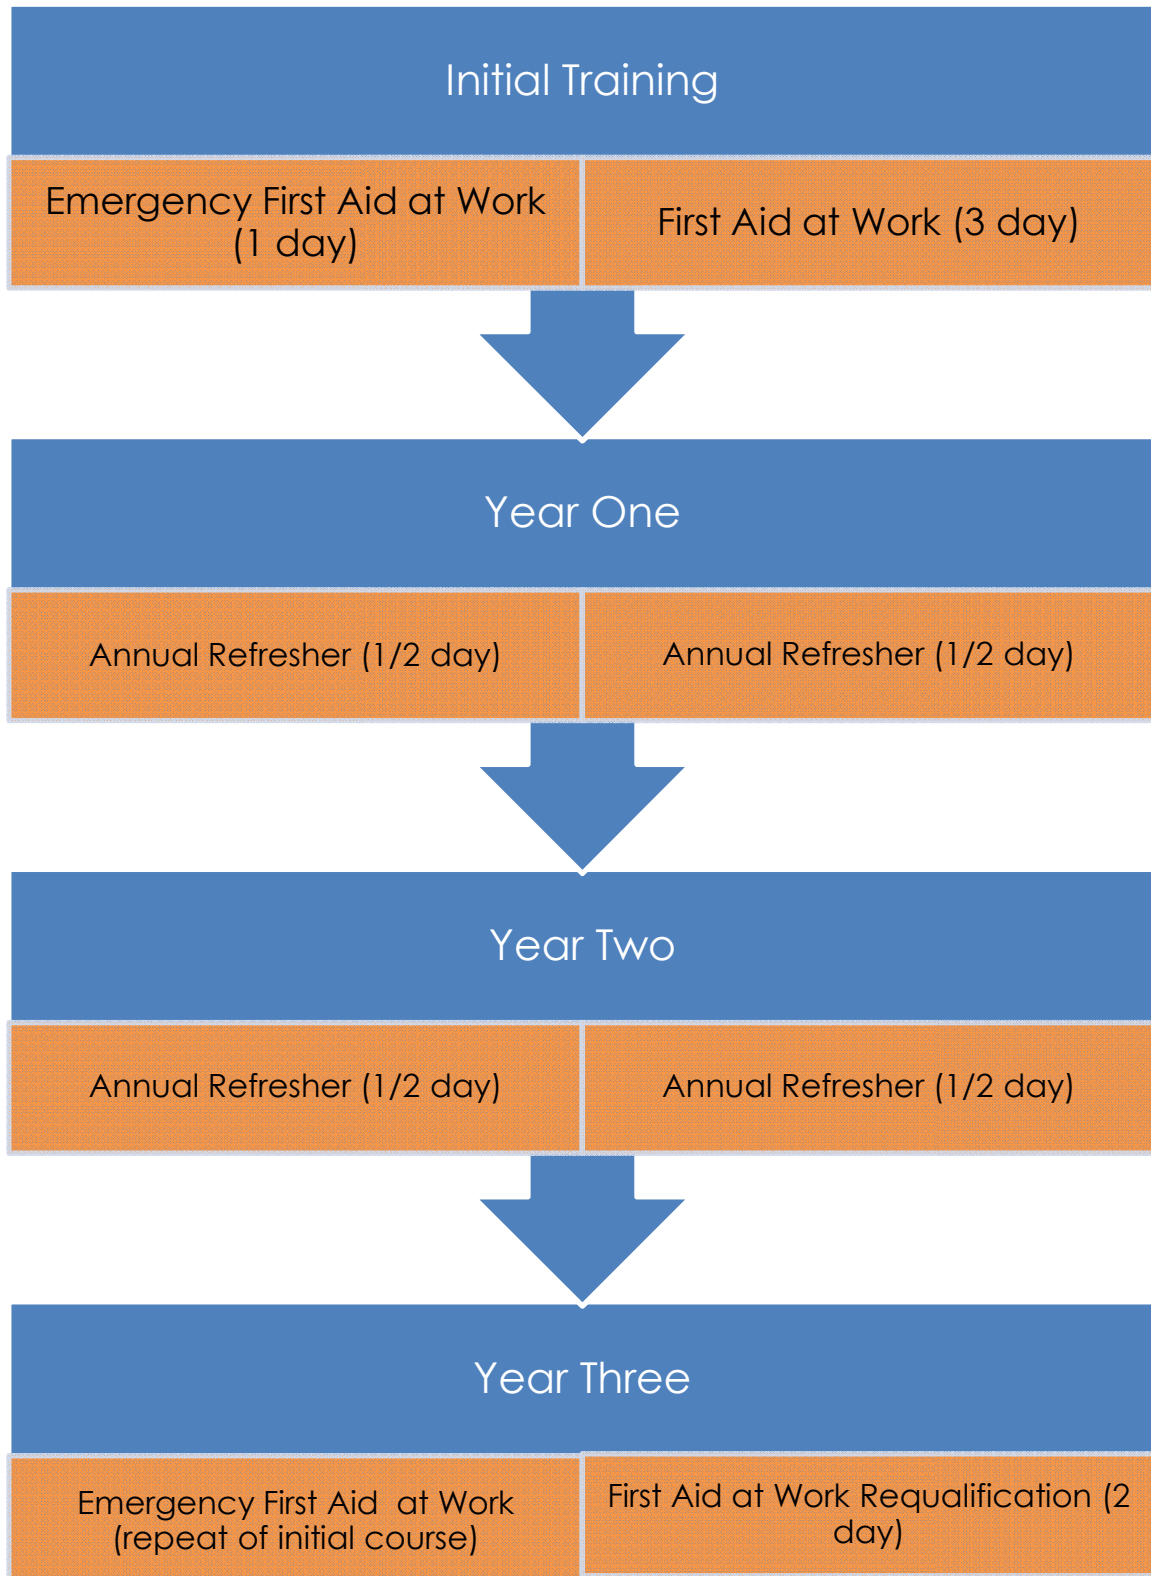 Initial Training
Emergency First Aid at Work
(1 day)
First Aid at Work (3 day)
Year One
Annual Refresher (1/2 day)
Annual Refresher (1/2 day)
Year Two
Annual Refresher (1/2 day)
Annual Refresher (1/2 day)
Year Three
Emergency First Aid  at Work
(repeat of initial course)
First Aid at Work Requalification (2
day)